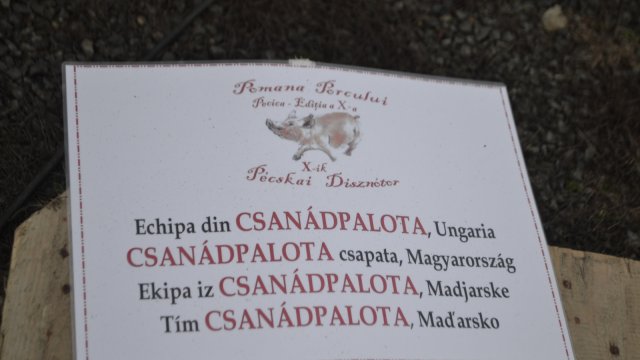 Pomana Porcului
Pecica - Ediția a X-a
X-ik
Pécskai Disznótor
Echipa din CSANÁDPALOTA, Ungaria
CSANÁDPALOTA csapata, Magyarország
Ekipa iz CSANÁDPALOTA, Madjarske
Tím CSANÁDPALOTA, Maďarsko